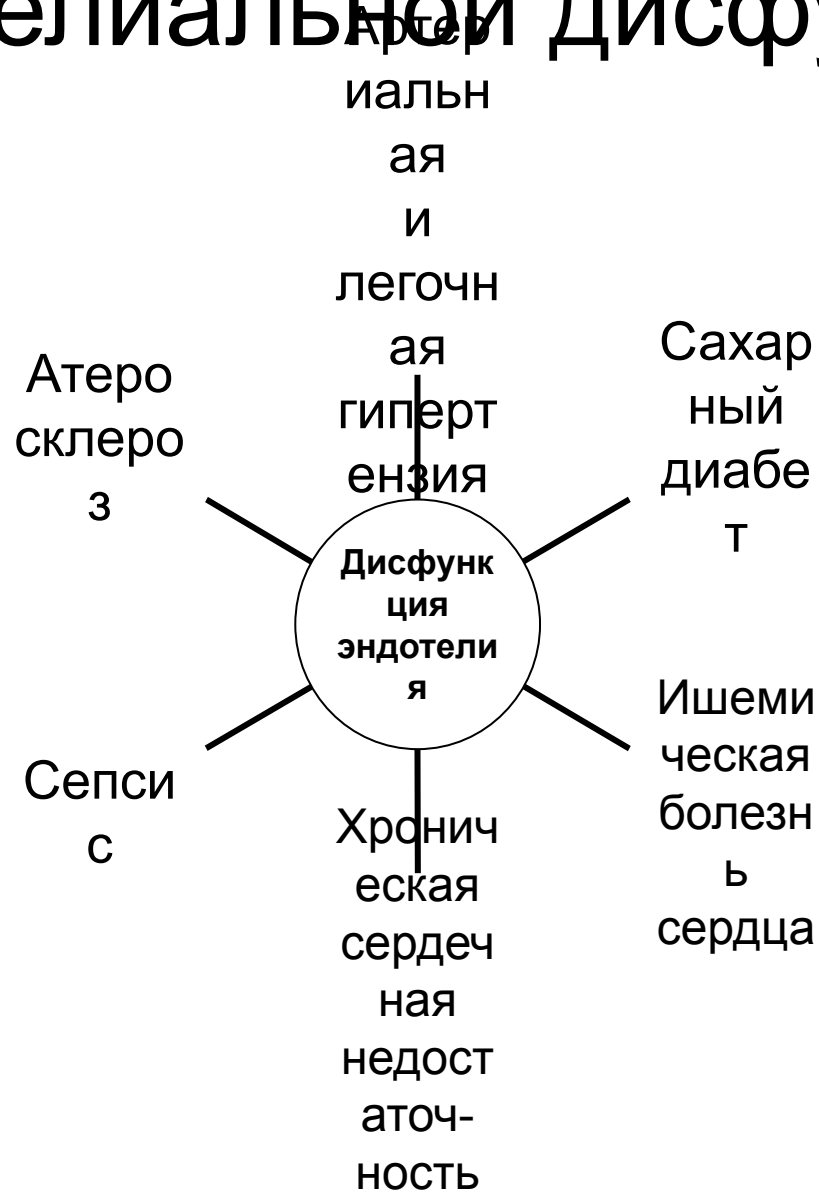 елиальной дисфу
Артер
иальн
ая
и
легочн
ая
гиперт
ензия
Сахар
ный
диабе
т
Ишеми
ческая
болезн
ь
сердца
Хронич
еская
сердеч
ная
недост
аточ-
ность
Сепси
с
Атеро
склеро
з
Дисфунк
ция
эндотели
я